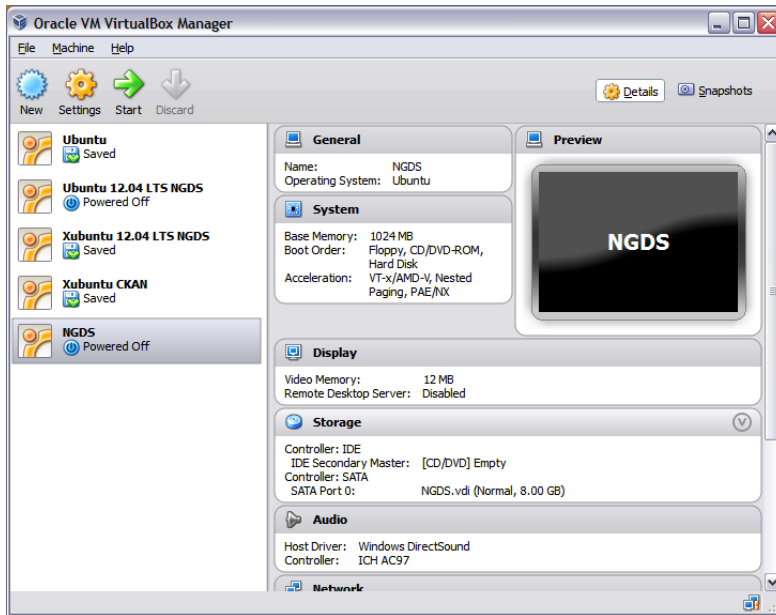 Oracle VM VirtualBox Manager
File Machine Help
New Settings Start Discard
Details Snapshots
Ubuntu
Saved
Ubuntu 12.04 LTS NGDS
Powered Off
Xubuntu 12.04 LTS NGDS
Saved
Xubuntu CKAN
Saved
NGDS
Powered Off
General
Name: NGDS
Operating System: Ubuntu
System
Base Memory: 1024 MB
Boot Order: Floppy, CD/DVD-ROM,
Hard Disk
Acceleration: VT-x/AMD-V, Nested
Paging, PAE/NX
Preview
NGDS
Display
Video Memory: 12 MB
Remote Desktop Server: Disabled
Storage
Controller: IDE
IDE Secondary Master: [CD/DVD] Empty
Controller: SATA
SATA Port 0: NGDS.vdi (Normal, 8.00 GB)
Audio
Host Driver: Windows DirectSound
Controller: ICH AC97
Network